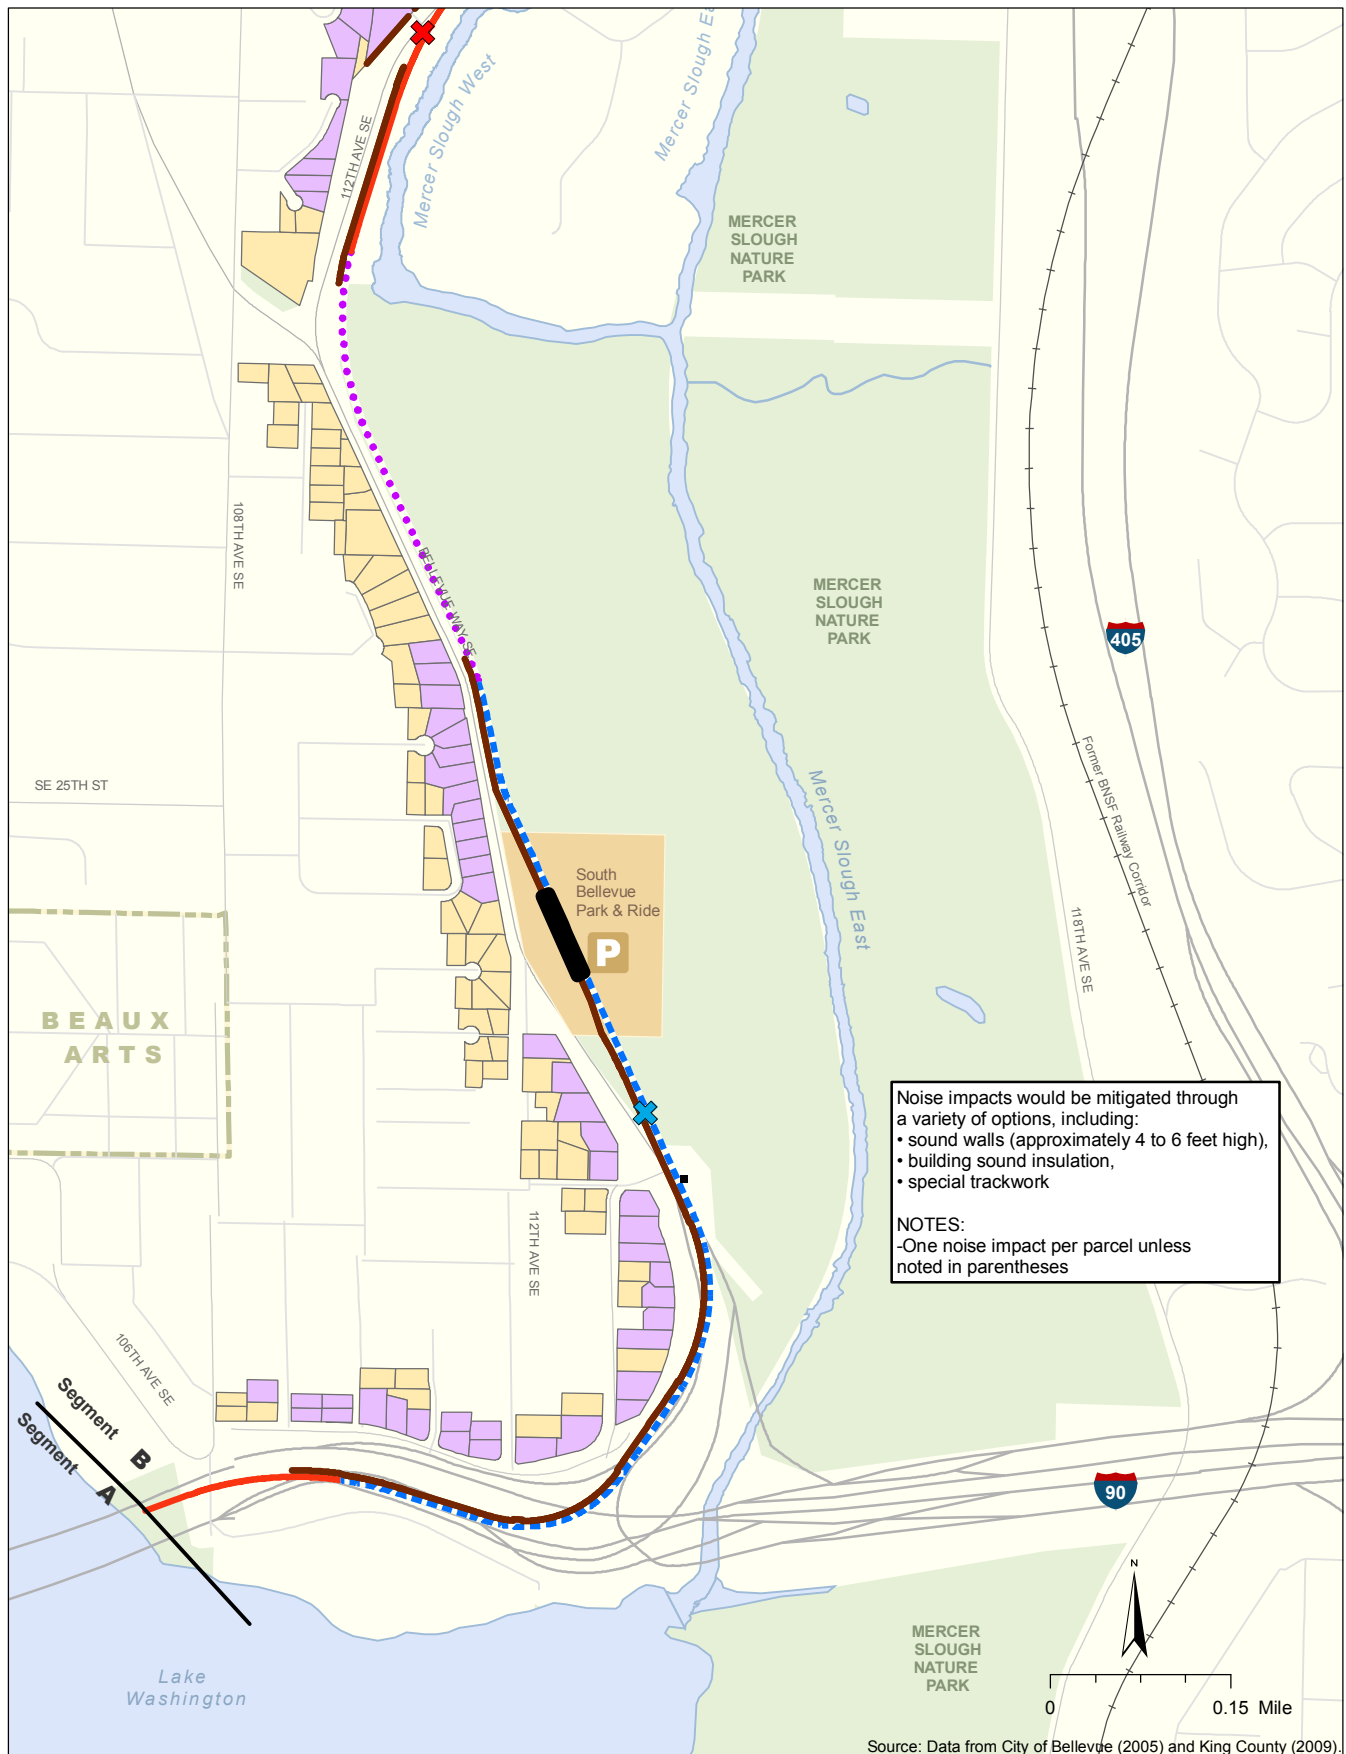 Mercer Slough West
Mercer Slough Ea
112TH AVE SE
MERCER
SLOUGH
NATURE
PARK
108TH AVE SE
BELLEVUE WAY SE
MERCER
SLOUGH
NATURE
PARK
405
Former BNSF Railway Corridor
SE 25TH ST
Mercer Slough East
South
Bellevue
Park & Ride
P
118TH AVE SE
BEAUX
ARTS
Noise impacts would be mitigated through
a variety of options, including:
• sound walls (approximately 4 to 6 feet high),
• building sound insulation,
• special trackwork
NOTES:
-One noise impact per parcel unless
noted in parentheses
112TH AVE SE
106TH AVE SE
Segment B
Segment A
90
N
MERCER
SLOUGH
NATURE
PARK
Lake
Washington
0 0.15 Mile
Source: Data from City of Bellevue (2005) and King County (2009).